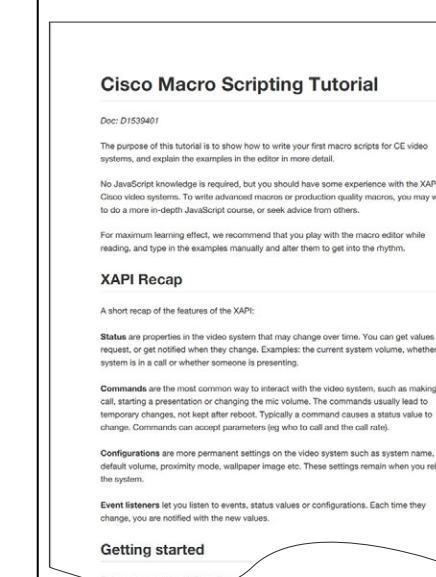 Cisco Macro Scripting Tutorial
Doc: D1539401
The purpose of this tutorial is to show how to write your first macro scripts for CE video
systems, and explain the examples in the editor in more detail.
No JavaScript knowledge is required, but you should have some experience with the XAP
Cisco video systems. To write advanced macros or production quality macros, you may w
to do a more in-depth JavaScript course, or seek advice from others.
For maximum learning effect, we recommend that you play with the macro editor while
reading, and type in the examples manually and alter them to get into the rhythm.
XAPI Recap
A short recap of the features of the XAPI:
Status are properties in the video system that may change over time. You can get values
request, or get notified when they change. Examples: the current system volume, whether
system is in a call or whether someone is presenting.
Commands are the most common way to interact with the video system, such as making
call, starting a presentation or changing the mic volume. The commands usually lead to
temporary changes, not kept after reboot. Typically a command causes a status value to
change. Commands can accept parameters (eg who to call and the call rate).
Configurations are more permanent settings on the video system such as system name,
default volume, proximity mode, wallpaper image etc. These settings remain when you re
the system.
Event listeners let you listen to events, status values or configurations. Each time they
change, you are notified with the new values.
Getting started